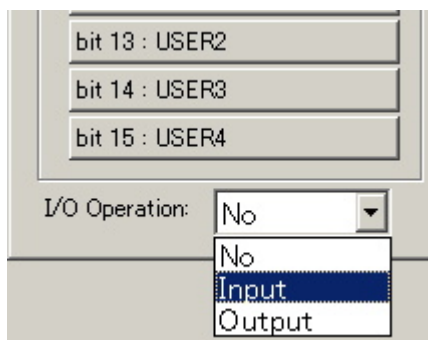 bit 13 : USER2
bit 14 : USER3
bit 15 : USER4
I/O Operation: No
No
Input
Output